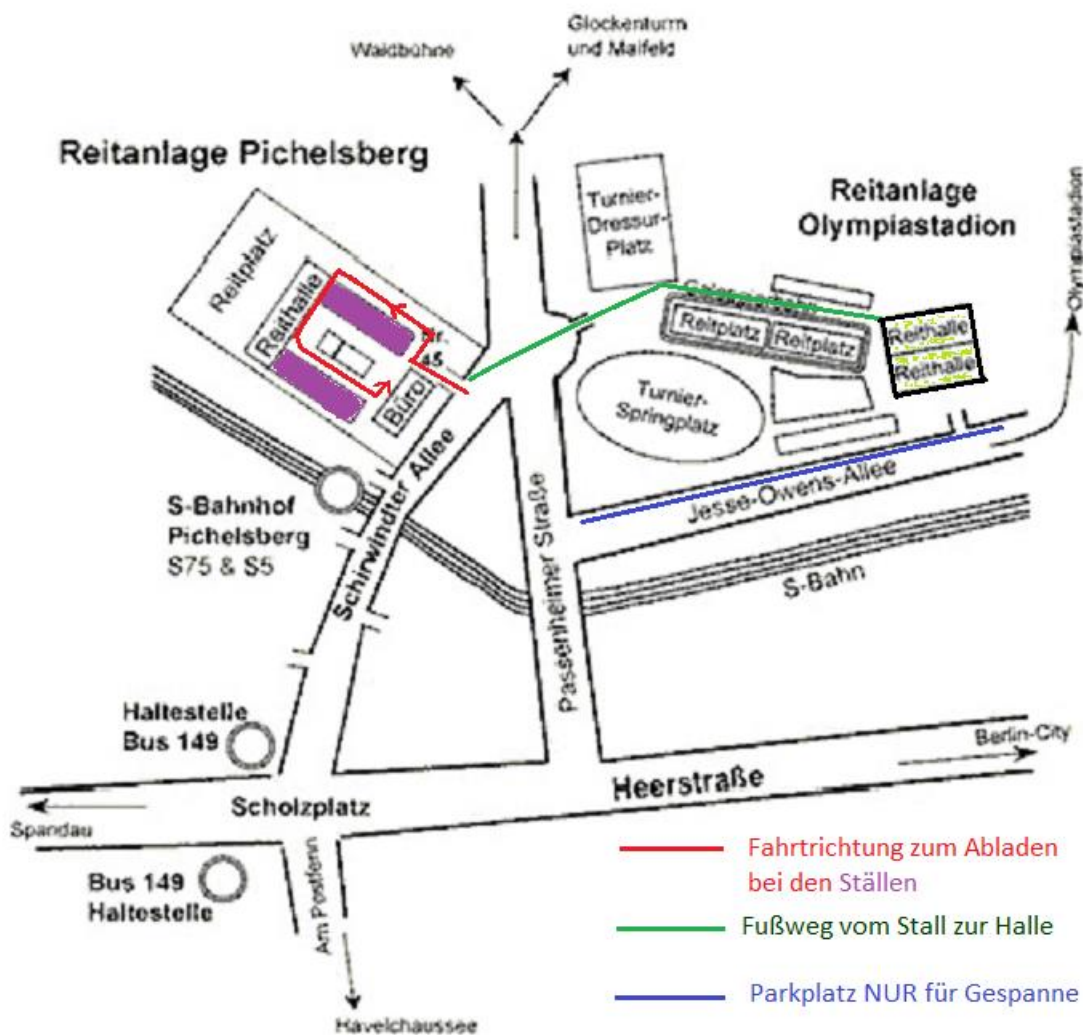 Glockenturm
und Maifeld
Waldbühne
Reitanlage Pichelsberg
Reitanlage
Olympiastadion
Olympiastadion
Turnier-
Dressur-
Platz
Reitplatz
Reithalle
45
Büro
Reitplatz
Reitplatz
Reithalle
Reithalle
Turnier-
Springplatz
Jesse-Owens-Allee
S-Bahn
S-Bahnhof
Pichelsberg
S75 & S5
Schirwindter Allee
Passenheimer Straße
Haltestelle
Bus 149
Berlin-City
Heerstraße
Scholzplatz
Spandau
Bus 149
Haltestelle
Am Postfenn
Havelchaussee
Fahrtrichtung zum Abladen
bei den Ställen
Fußweg vom Stall zur Halle
Parkplatz NUR für Gespanne